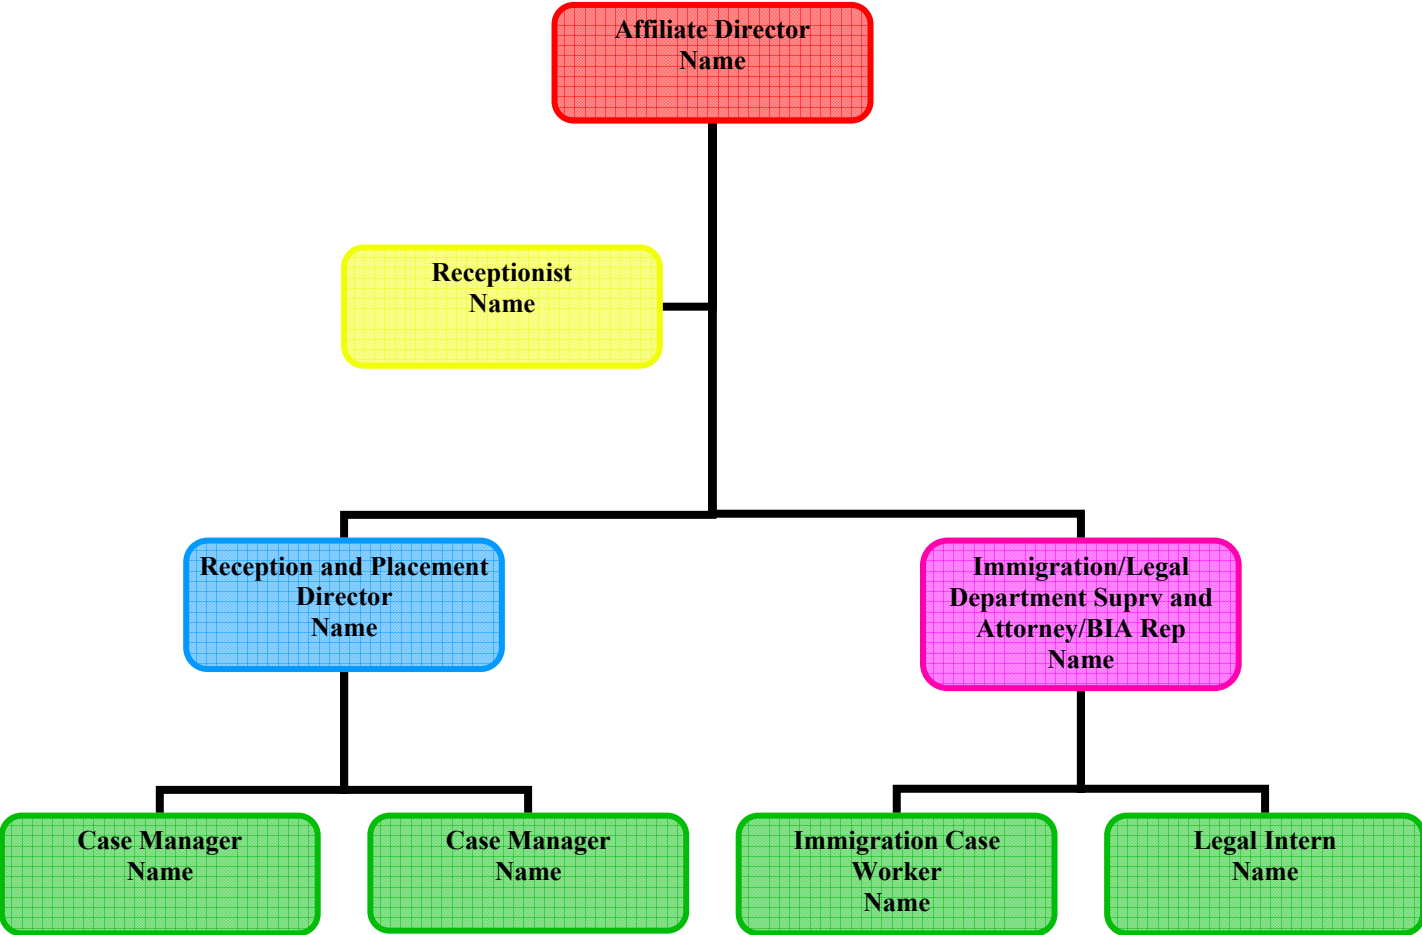 Affiliate Director
Name
Receptionist
Name
Reception and Placement
Director
Name
Immigration/Legal
Department Suprv and
Attorney/BIA Rep
Name
Case Manager
Name
Case Manager
Name
Immigration Case
Worker
Name
Legal Intern
Name